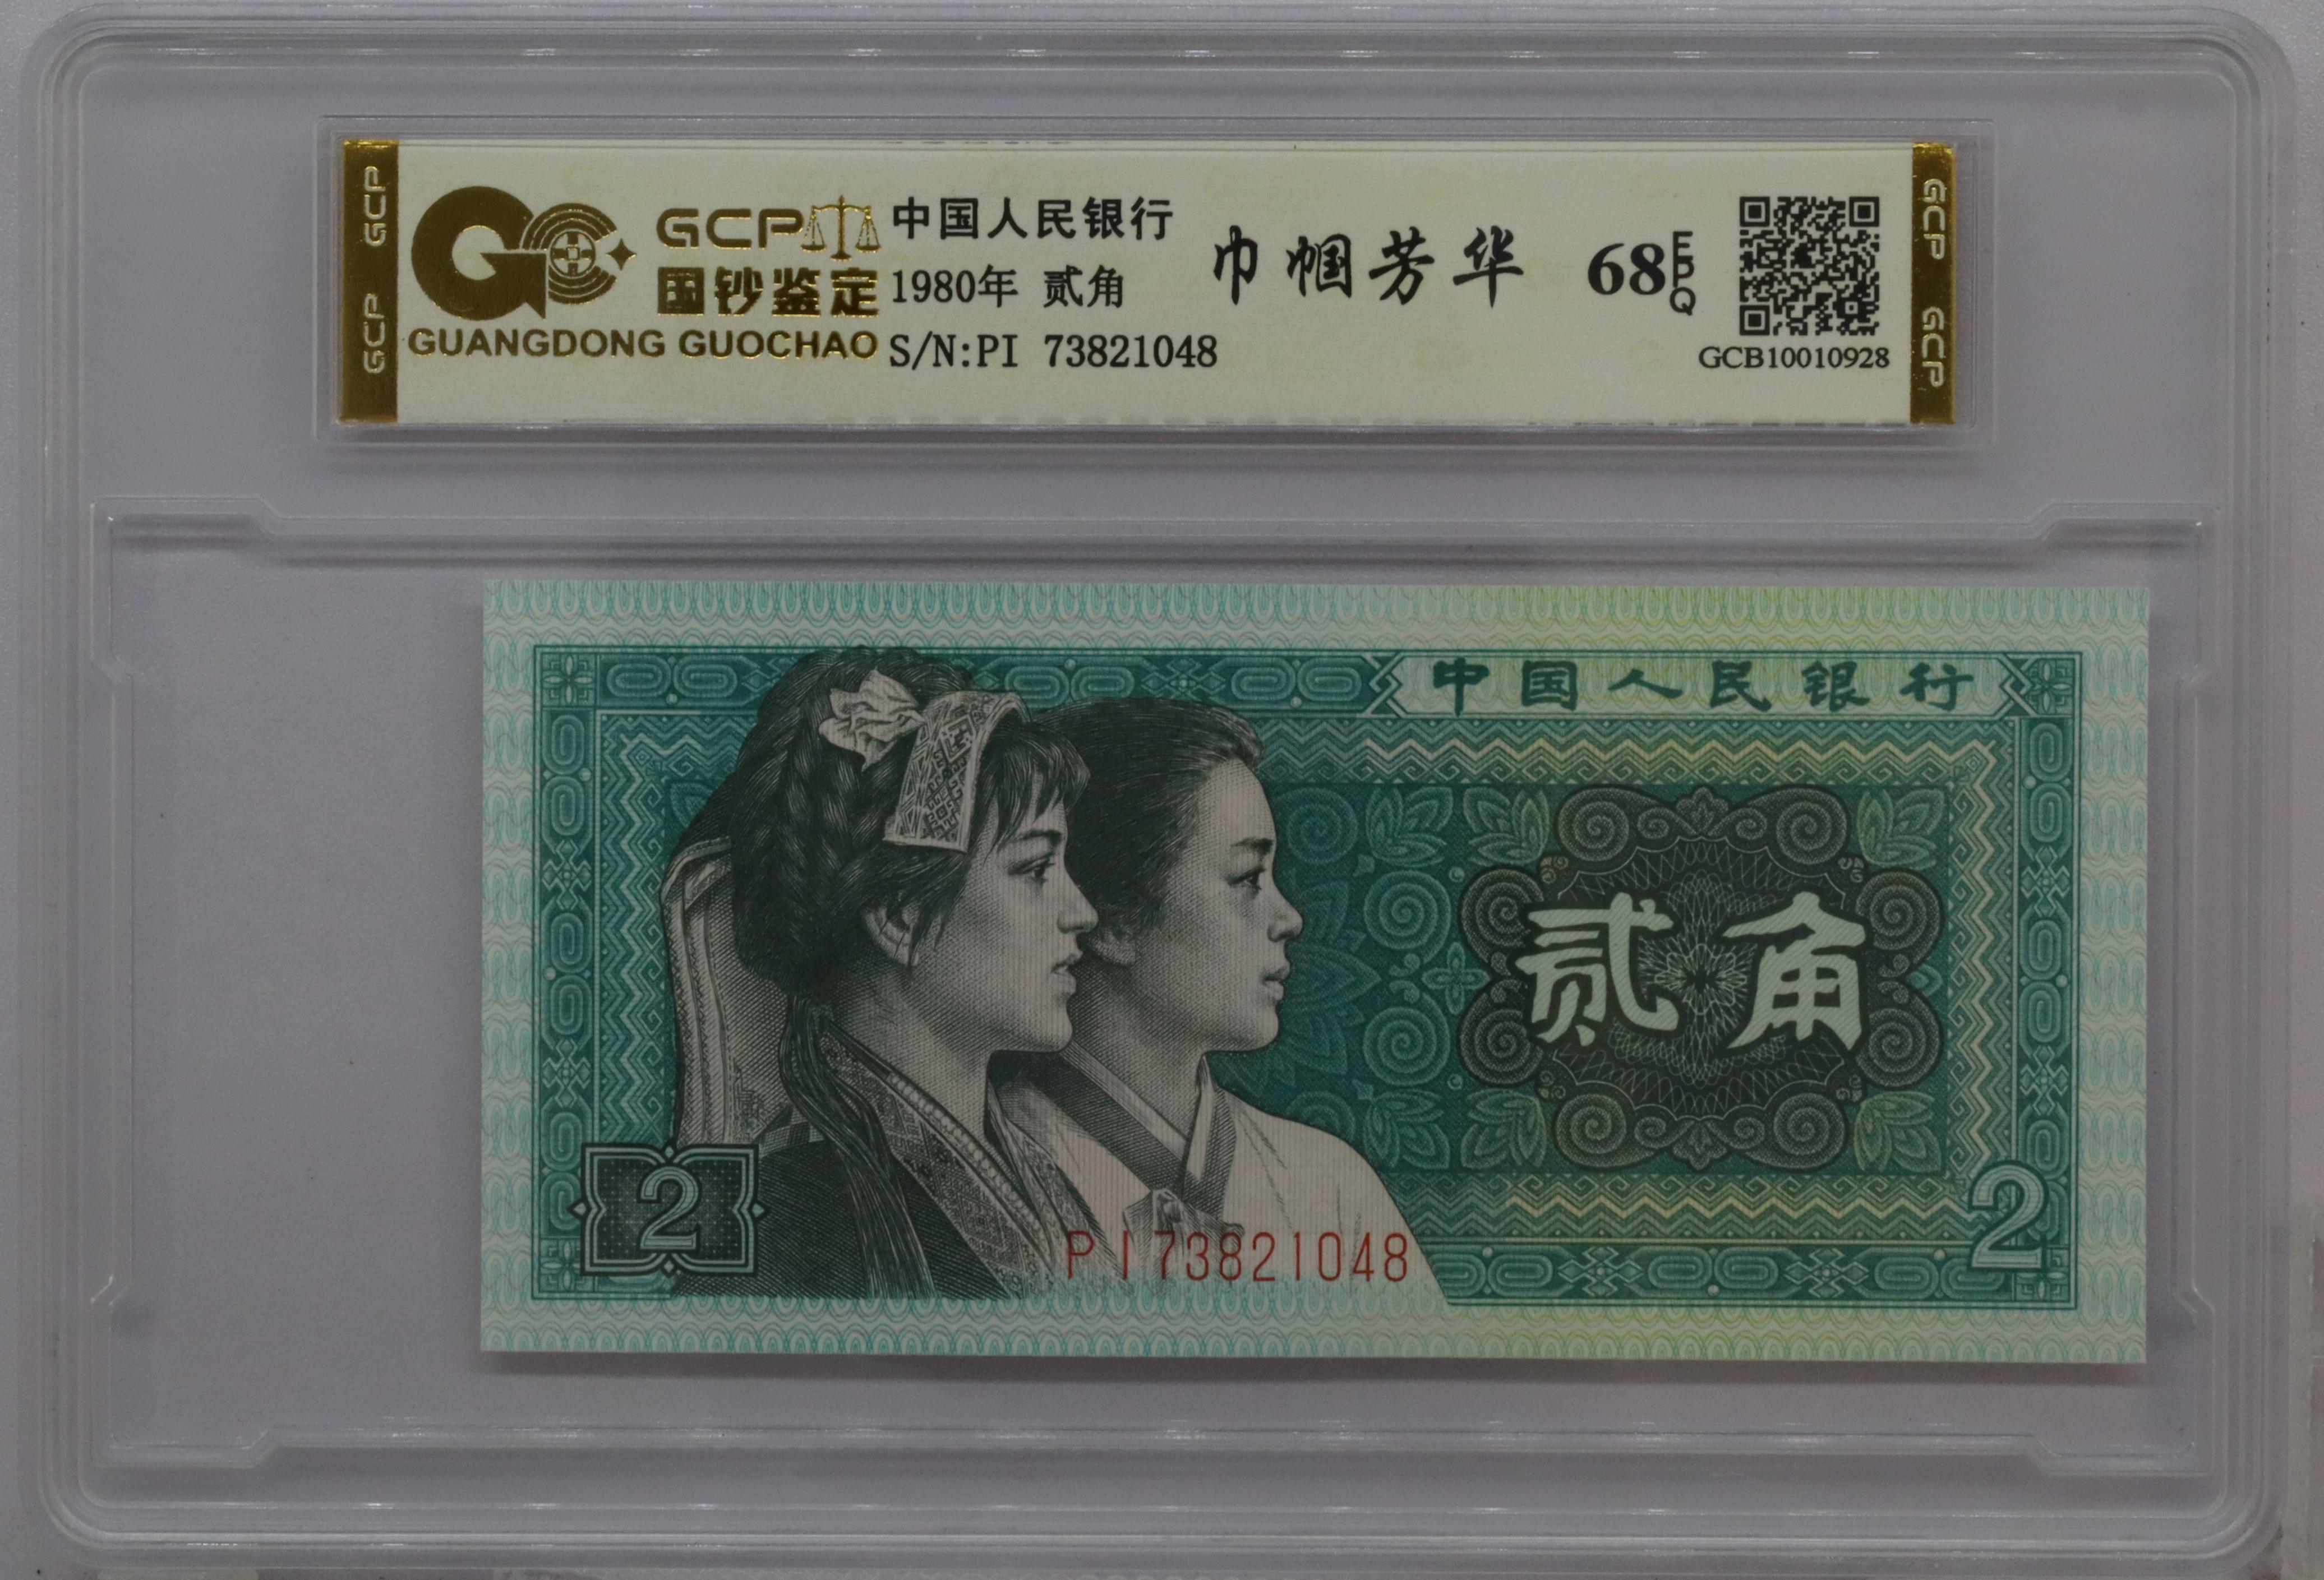 GCP GCP
GCP
国钞鉴定
GUANGDONG GUOCHAO
中国人民银行
1980年 贰角
S/N:PI 73821048
巾帼芳华
68 EPQ
GCB10010928
GCP GCP
中国人民银行
贰角
2
PI73821048
2